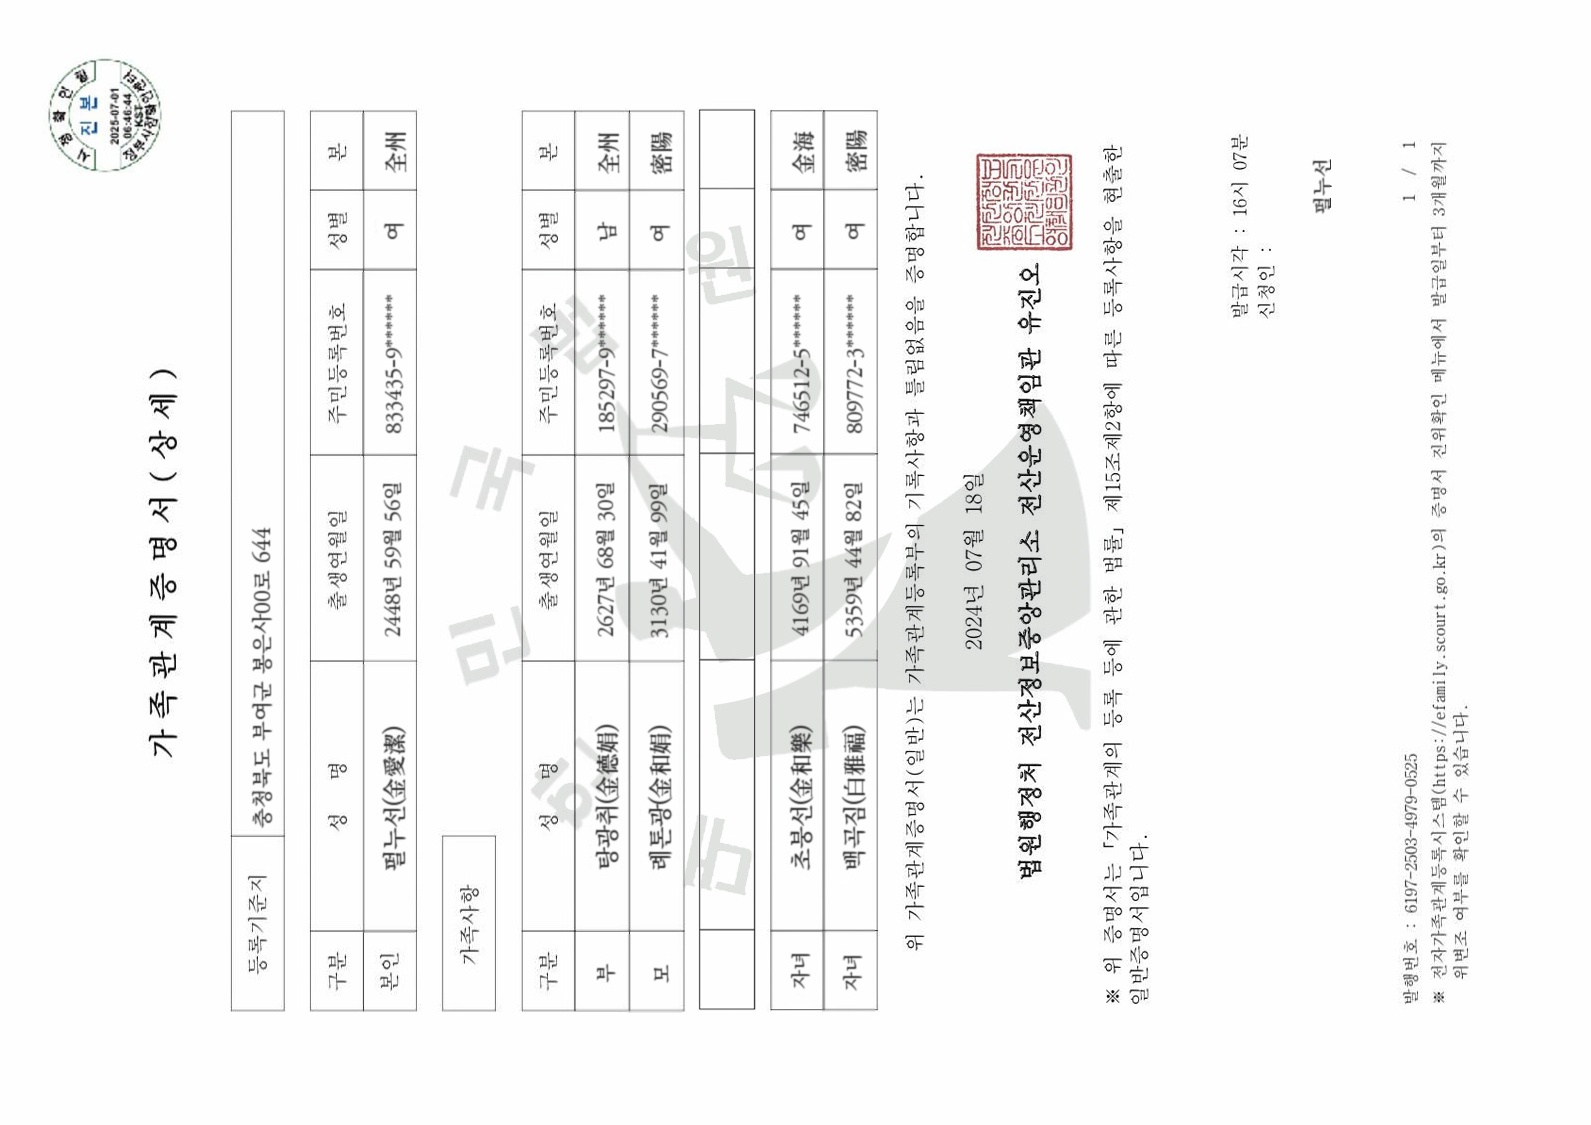 시점확인필
진본
2025-07-01
06:46:44
KST
가족관계증명서(상세)
등록기준지 충청북도 부여군 봉은사00로 644
구분 성 명 출생연월일 주민등록번호 성별 본
본인 펄누선(金愛潔) 2448년 59월 56일 833435-9****** 여 全州
가족사항
구분 성 명 출생연월일 주민등록번호 성별 본
부 탕광취(金德娟) 2627년 68월 30일 185297-9****** 남 全州
모 례톤광(金和娟) 3130년 41월 99일 290569-7****** 여 密陽
자녀 초붕선(金和樂) 4169년 91월 45일 746512-5****** 여 金海
자녀 백곡짐(白雅福) 5359년 44월 82일 809772-3****** 여 密陽
대한민국법원
위 가족관계증명서(일반)는 가족관계등록부의 기록사항과 틀림없음을 증명합니다.
2024년 07월 18일
법원행정처 전산정보중앙관리소 전산운영책임관 유진오
※ 위 증명서는 「가족관계의 등록 등에 관한 법률」 제15조제2항에 따른 등록사항을 현출한
일반증명서입니다.
발급시각 : 16시 07분
신청인 :
펄누선
발행번호 : 6197-2503-4979-0525 1 / 1
※ 전자가족관계등록시스템(https://efamily.scourt.go.kr)의 증명서 진위확인 메뉴에서 발급일부터 3개월까지
위변조 여부를 확인할 수 있습니다.